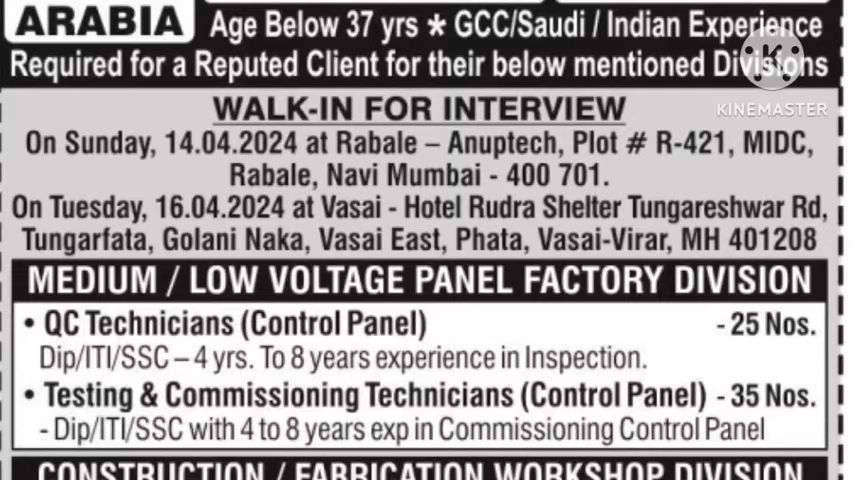 ARABIA Age Below 37 yrs * GCC/Saudi / Indian Experience
Required for a Reputed Client for their below mentioned Divisions
K
KINEMASTER
WALK-IN FOR INTERVIEW
On Sunday, 14.04.2024 at Rabale – Anuptech, Plot # R-421, MIDC,
Rabale, Navi Mumbai - 400 701.
On Tuesday, 16.04.2024 at Vasai - Hotel Rudra Shelter Tungareshwar Rd,
Tungarfata, Golani Naka, Vasai East, Phata, Vasai-Virar, MH 401208
MEDIUM / LOW VOLTAGE PANEL FACTORY DIVISION
• QC Technicians (Control Panel) - 25 Nos.
Dip/ITI/SSC – 4 yrs. To 8 years experience in Inspection.
• Testing & Commissioning Technicians (Control Panel) - 35 Nos.
- Dip/ITI/SSC with 4 to 8 years exp in Commissioning Control Panel
CONSTRUCTION / FABRICATION WORKSHOP DIVISION